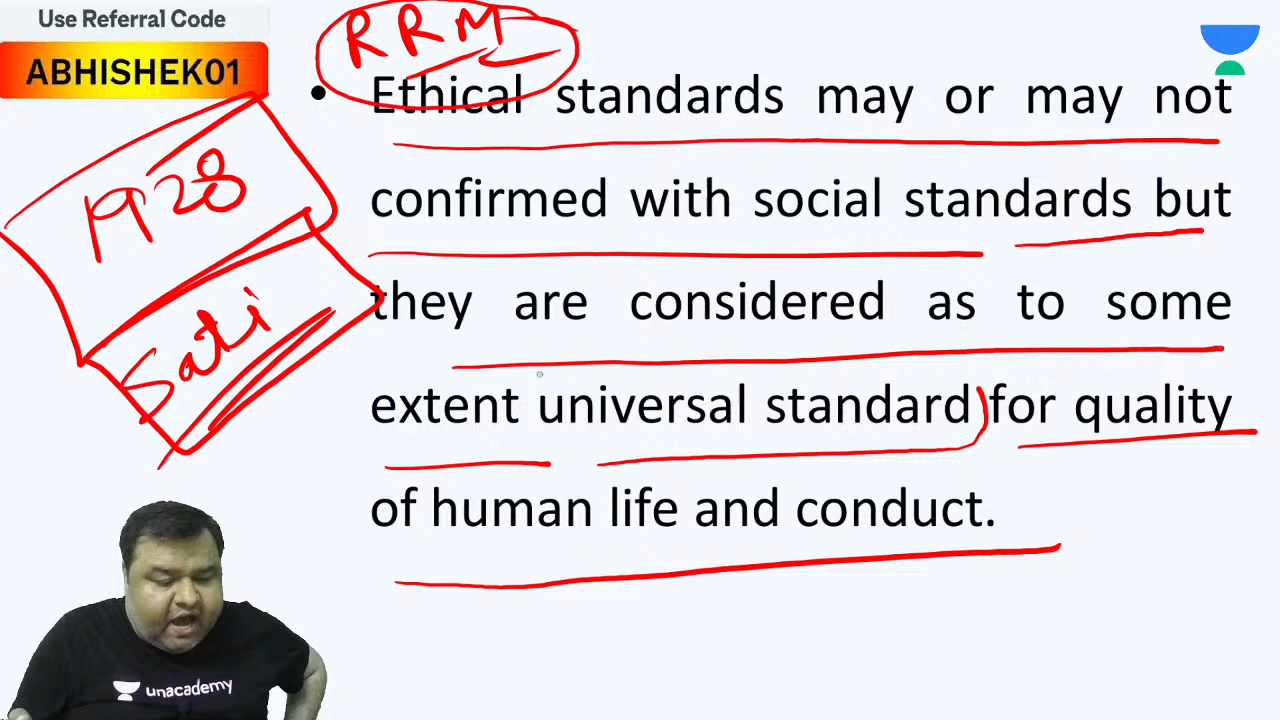 Use Referral Code
ABHISHEK01
RRM
• Ethical standards may or may not
confirmed with social standards but
they are considered as to some
extent universal standard for quality
of human life and conduct.
1928
Sati
unacademy